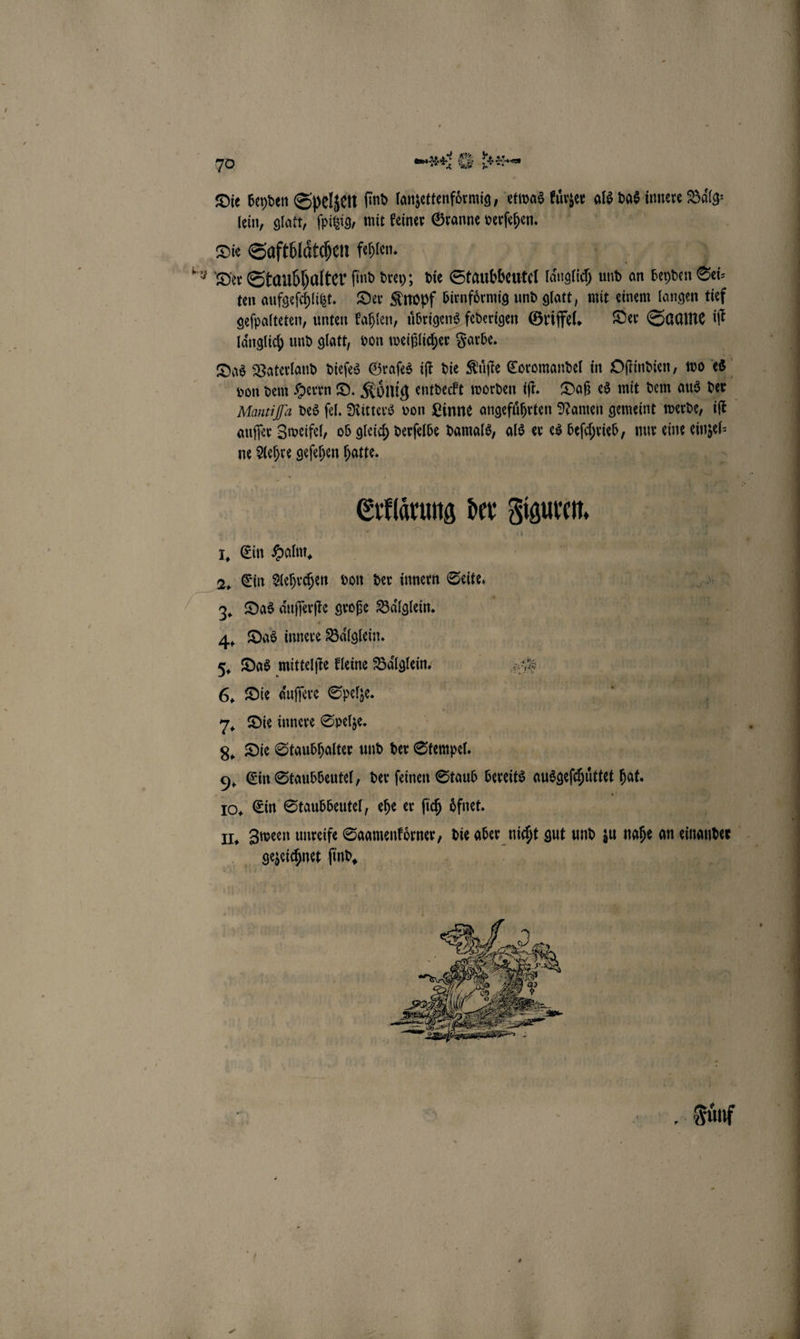 70
Die beyden Spelzen sind lanzettenförmig, etwas kürzer als das innere Bälg-
lein, glatt, spitzig, mit keiner Granne versehen.
Die Saftblätchen fehlen.
Der Staubhalter sind drey; die Staubbeutel länglich und an beyden Sei-
ten aufgeschlitzt. Der Knopf birnförmig und glatt, mit einem langen tief
gespalteten, unten kahlen, übrigens federigen Griffel. Der Saame ist
länglich und glatt, von weißlicher Farbe.
Das Vaterland dieses Grases ist die Küste Coromandel in Ostindien, wo es
von dem Herrn D. König entdeckt worden ist. Daß es mit dem aus der
Mantissa des sel. Ritters von Linne angeführten Namen gemeint werde, ist
ausser Zweifel, ob gleich derselbe damals, als er es beschrieb, nur eine einzel-
ne Aehre gesehen hatte.
Erklärung der Figuren.
1. Ein Halm.
2. Ein Aehrchen von der innern Seite.
3. Das äusserste große Bälglein.
4. Das innere Bälglein.
5. Das mittelste kleine Bälglein.
6. Die äussere Spelze.
7. Die innere Spelze.
8. Die Staubhalter und der Stempel.
9. Ein Staubbeutel, der seinen Staub bereits ausgeschüttet hat.
10. Ein Staubbeutel, ehe er sich öfnet.
11. Zween unreife Saamenkörner, die aber nicht gut und zu nahe an einander
gezeichnet sind.
Fünf